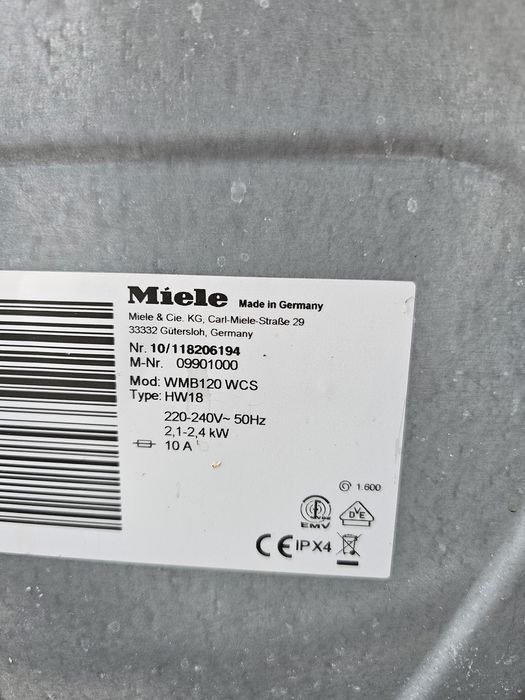 Miele Made in Germany
Miele & Cie. KG, Carl-Miele-Straße 29
33332 Gütersloh, Germany
Nr. 10/118206194
M-Nr. 09901000
Mod: WMB120 WCS
Type: HW18
220-240V~ 50Hz
2,1-2,4 kW
10 A
1.600
EMV
DVE
CE IPX4